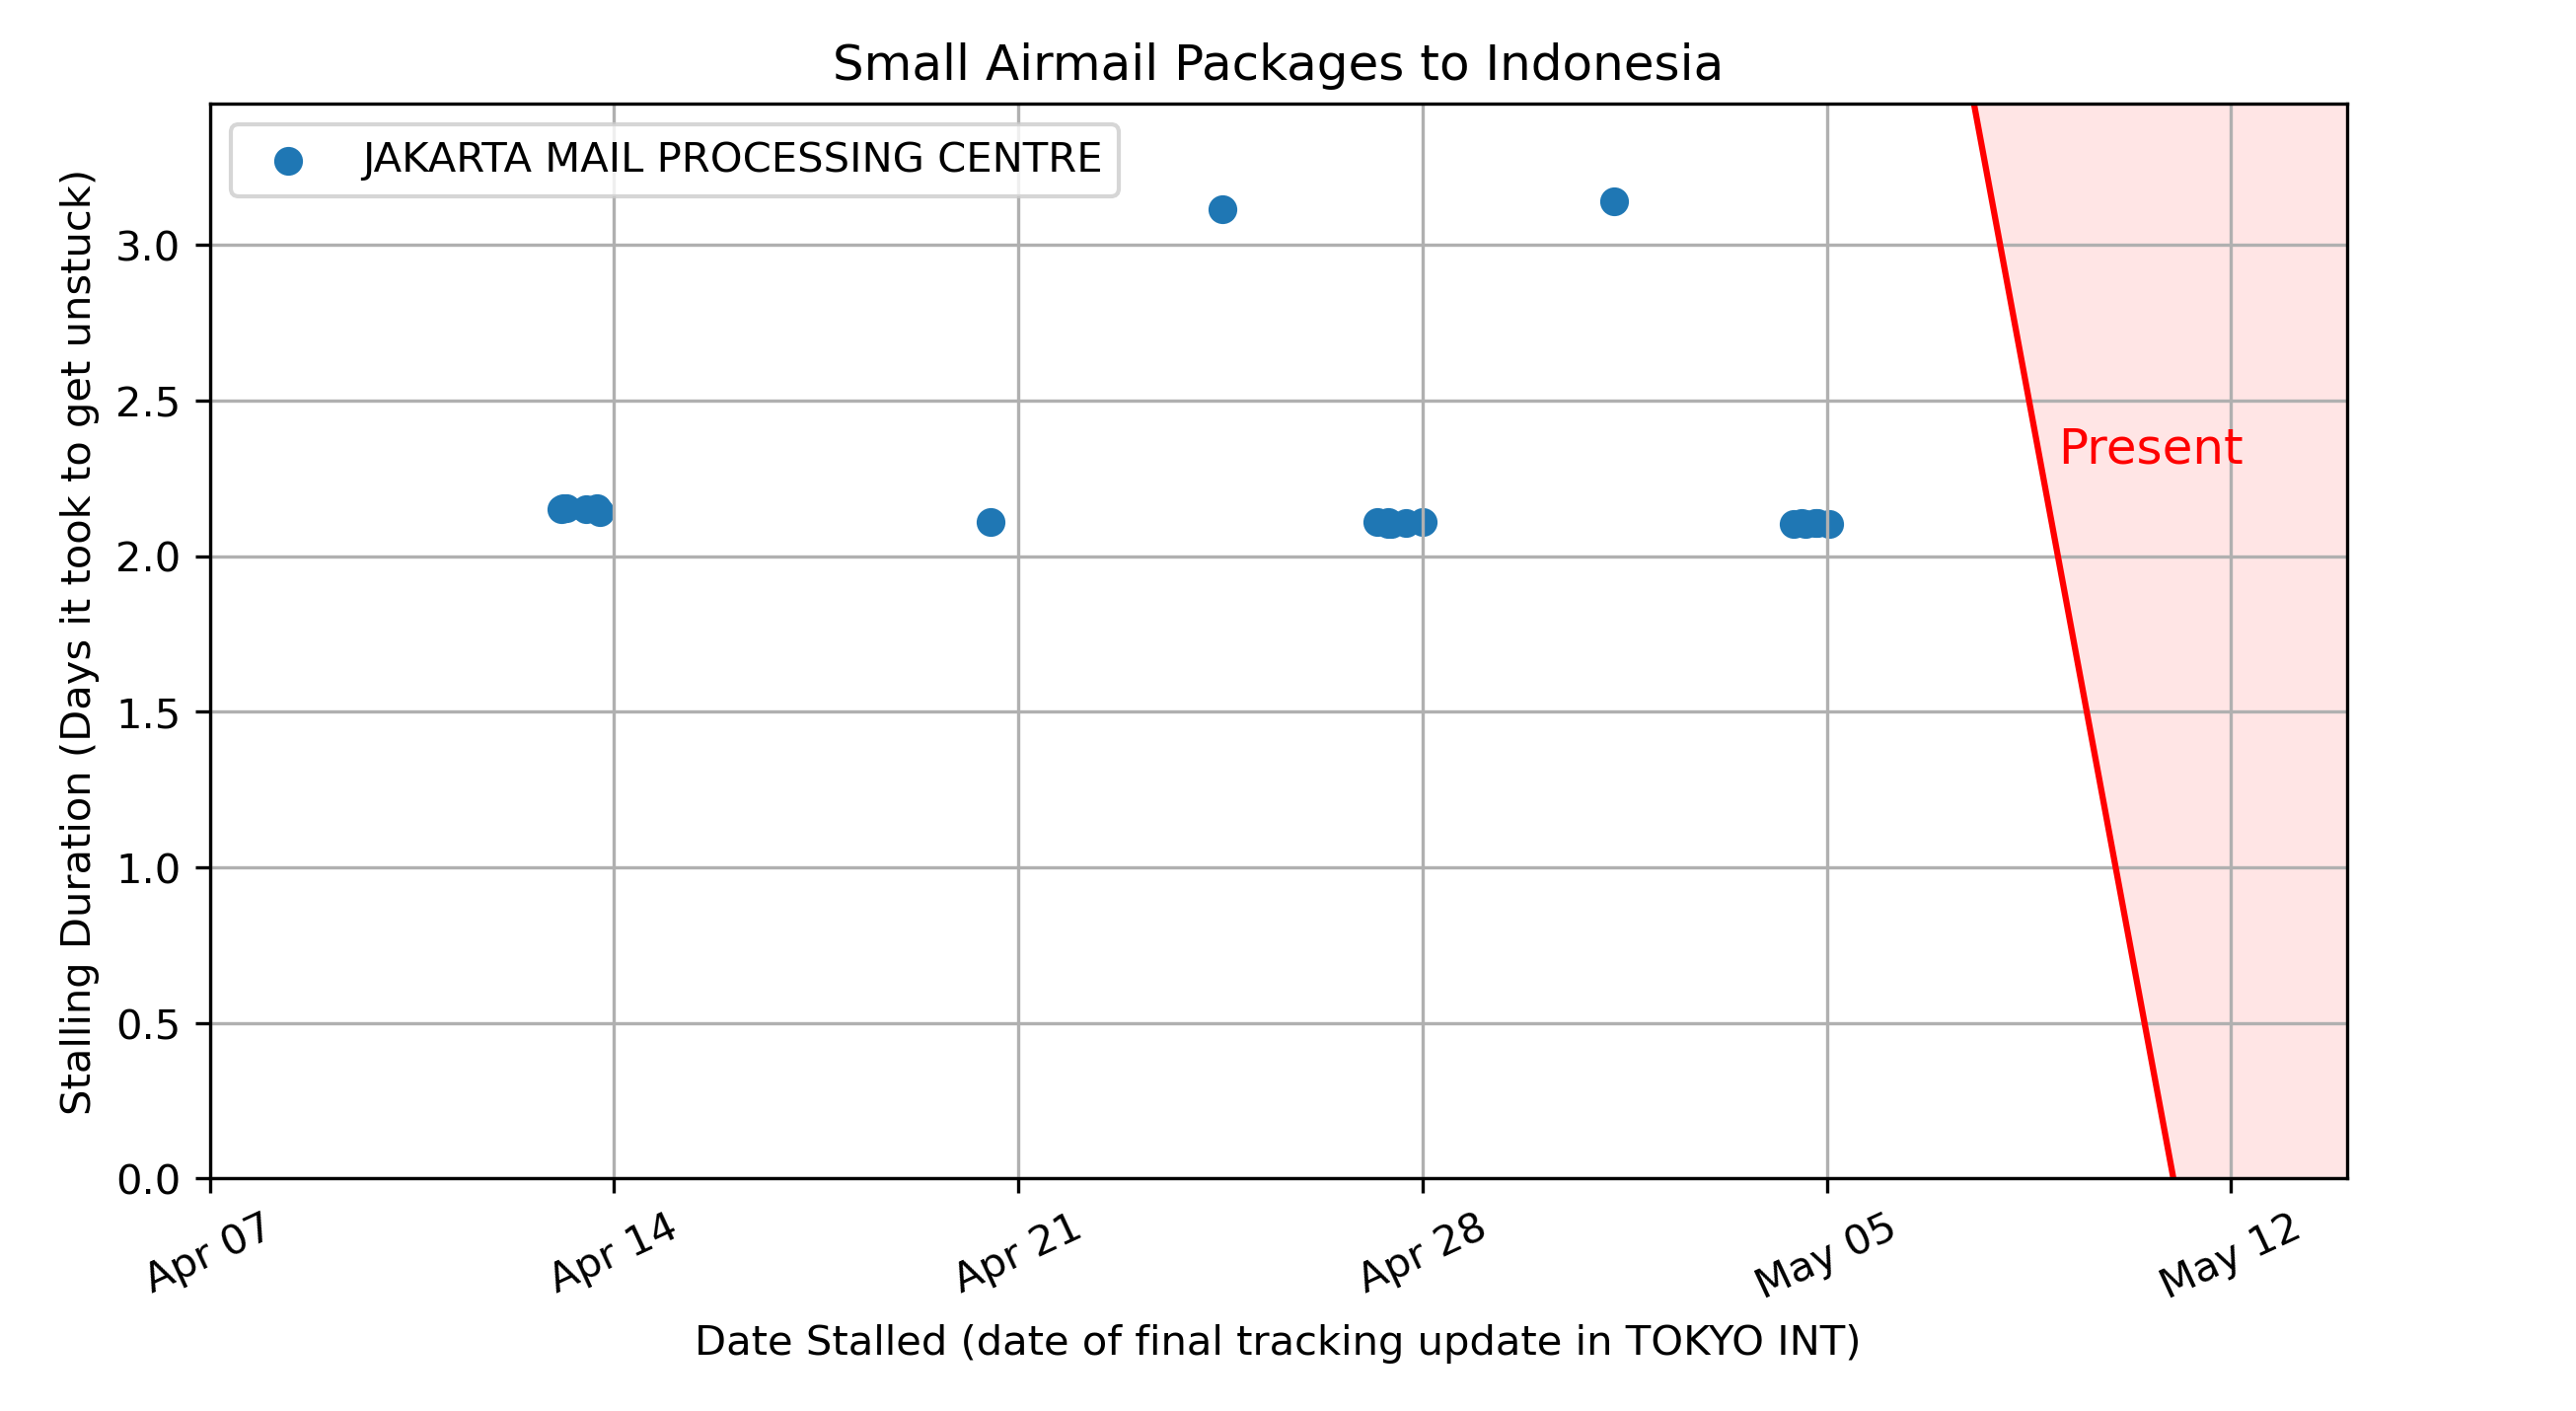 Small Airmail Packages to Indonesia
JAKARTA MAIL PROCESSING CENTRE
Stalling Duration (Days it took to get unstuck)
3.0
2.5
2.0
1.5
1.0
0.5
0.0
Present
Apr 07
Apr 14
Apr 21
Apr 28
May 05
May 12
Date Stalled (date of final tracking update in TOKYO INT)